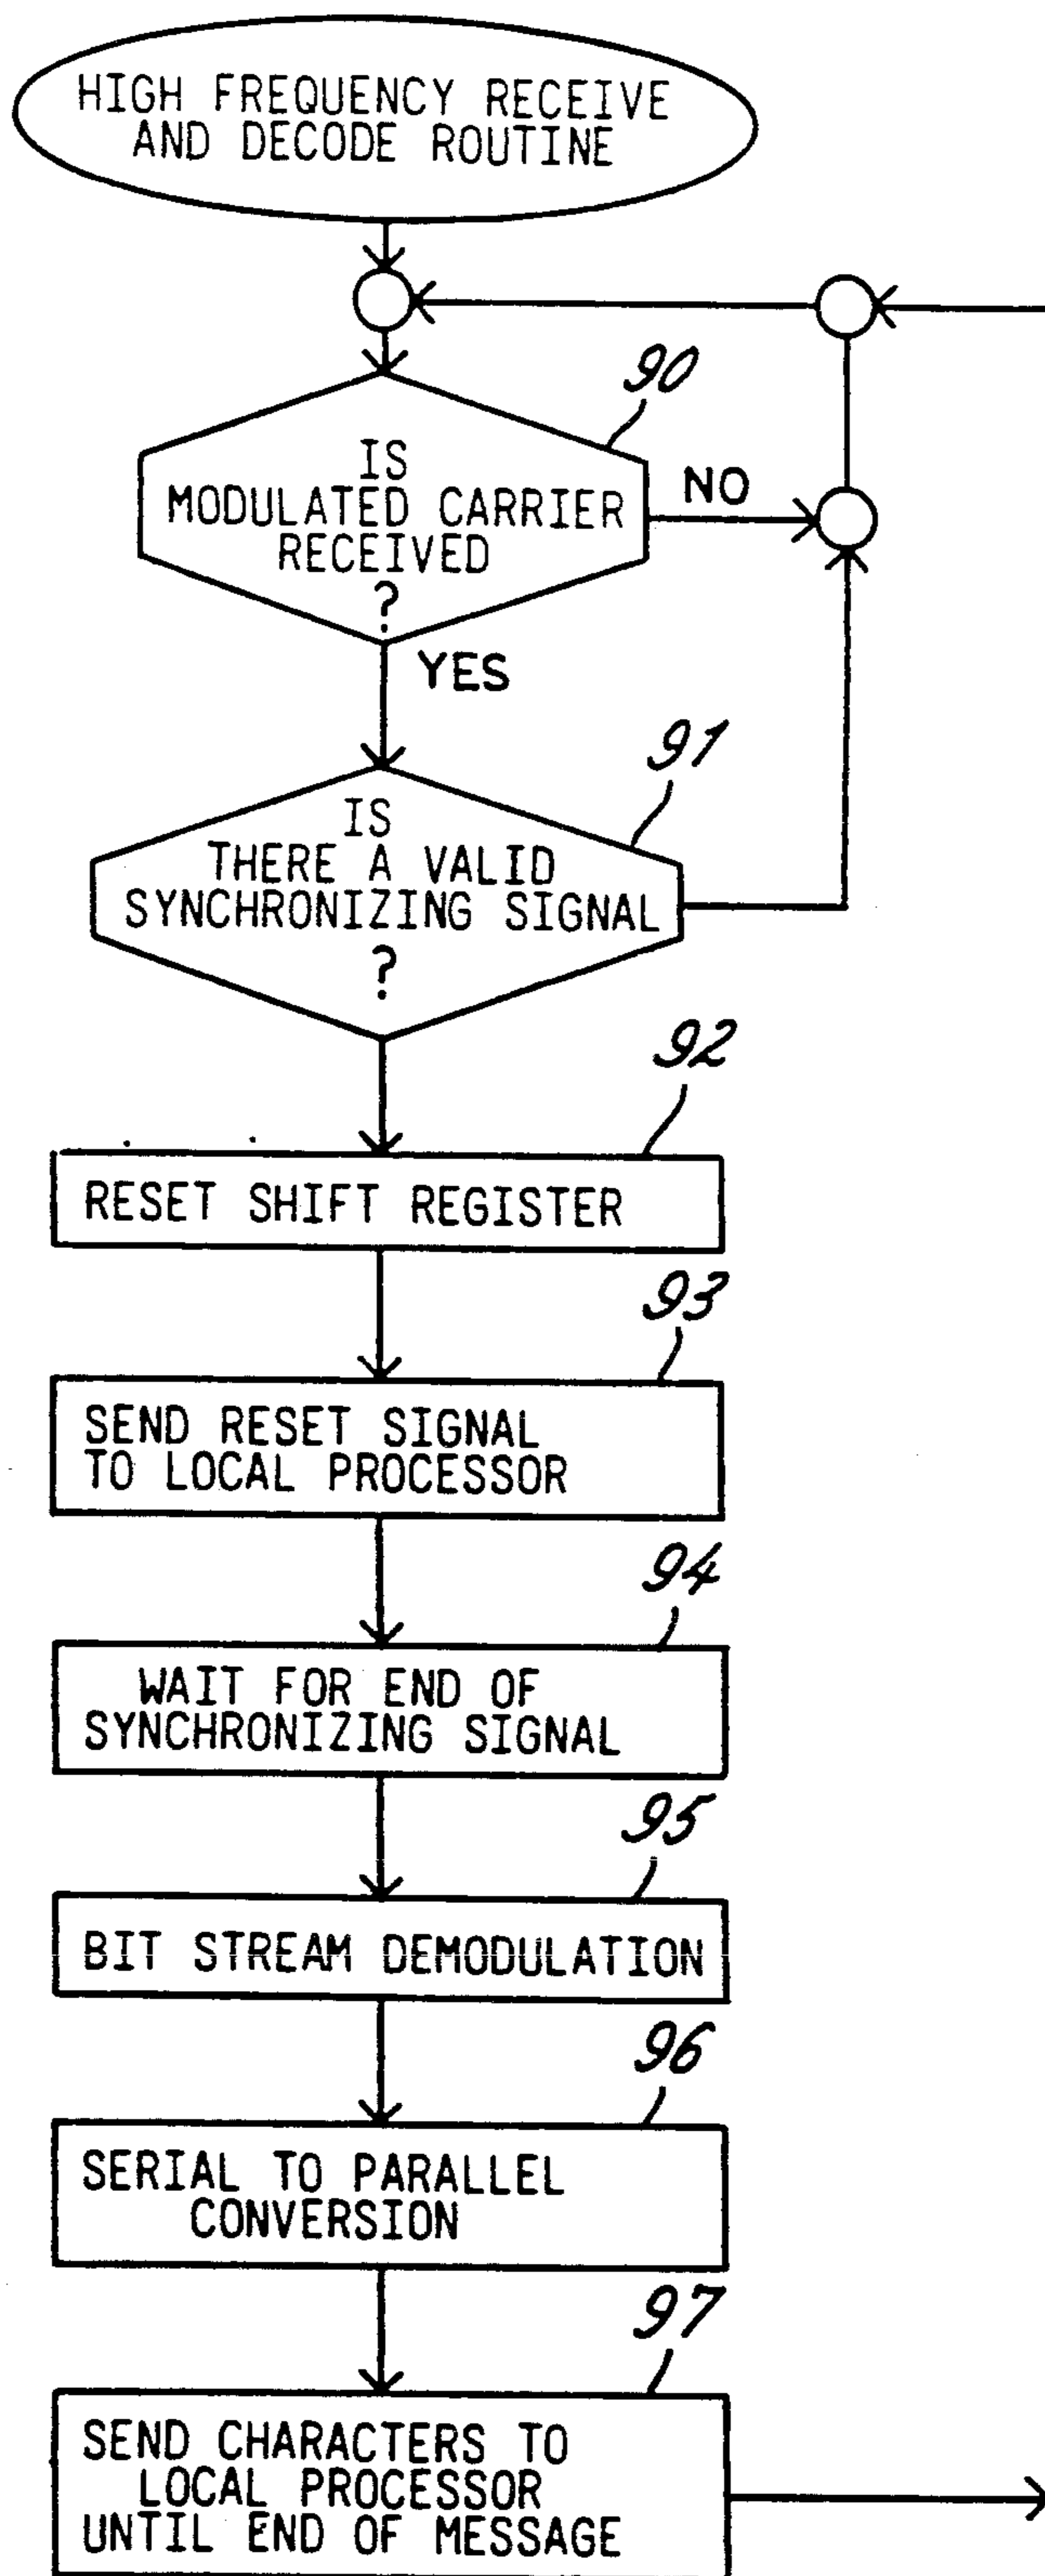 HIGH FREQUENCY RECEIVE
AND DECODE ROUTINE
90
IS
MODULATED CARRIER
RECEIVED
?
NO
YES
91
IS
THERE A VALID
SYNCHRONIZING SIGNAL
?
92
RESET SHIFT REGISTER
93
SEND RESET SIGNAL
TO LOCAL PROCESSOR
94
WAIT FOR END OF
SYNCHRONIZING SIGNAL
95
BIT STREAM DEMODULATION
96
SERIAL TO PARALLEL
CONVERSION
97
SEND CHARACTERS TO
LOCAL PROCESSOR
UNTIL END OF MESSAGE